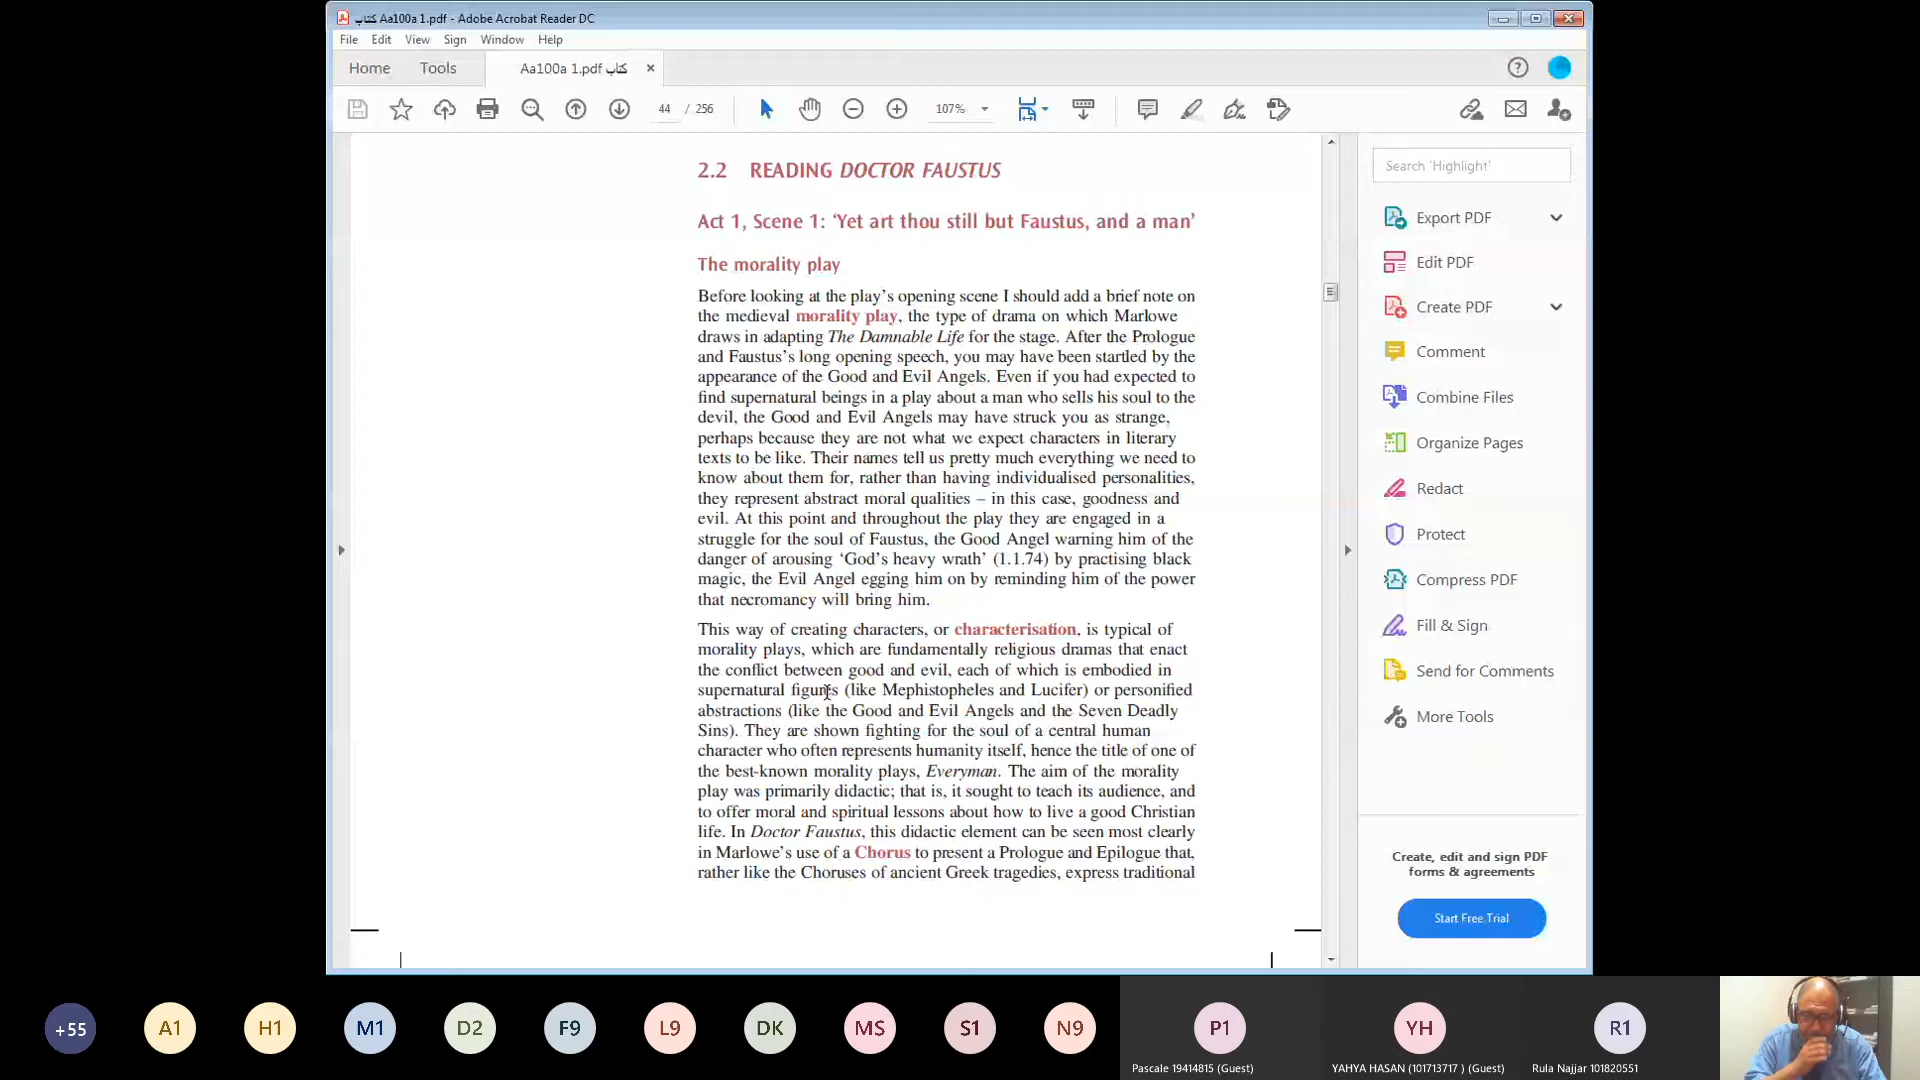 كتاب Aa100a 1.pdf - Adobe Acrobat Reader DC
File Edit View Sign Window Help
Home Tools Aa100a 1.pdf كتاب ×
44 / 256 107%
2.2 READING DOCTOR FAUSTUS
Act 1, Scene 1: ‘Yet art thou still but Faustus, and a man’
The morality play
Before looking at the play’s opening scene I should add a brief note on
the medieval morality play, the type of drama on which Marlowe
draws in adapting The Damnable Life for the stage. After the Prologue
and Faustus’s long opening speech, you may have been startled by the
appearance of the Good and Evil Angels. Even if you had expected to
find supernatural beings in a play about a man who sells his soul to the
devil, the Good and Evil Angels may have struck you as strange,
perhaps because they are not what we expect characters in literary
texts to be like. Their names tell us pretty much everything we need to
know about them for, rather than having individualised personalities,
they represent abstract moral qualities – in this case, goodness and
evil. At this point and throughout the play they are engaged in a
struggle for the soul of Faustus, the Good Angel warning him of the
danger of arousing ‘God’s heavy wrath’ (1.1.74) by practising black
magic, the Evil Angel egging him on by reminding him of the power
that necromancy will bring him.
This way of creating characters, or characterisation, is typical of
morality plays, which are fundamentally religious dramas that enact
the conflict between good and evil, each of which is embodied in
supernatural figures (like Mephistopheles and Lucifer) or personified
abstractions (like the Good and Evil Angels and the Seven Deadly
Sins). They are shown fighting for the soul of a central human
character who often represents humanity itself, hence the title of one of
the best-known morality plays, Everyman. The aim of the morality
play was primarily didactic; that is, it sought to teach its audience, and
to offer moral and spiritual lessons about how to live a good Christian
life. In Doctor Faustus, this didactic element can be seen most clearly
in Marlowe’s use of a Chorus to present a Prologue and Epilogue that,
rather like the Choruses of ancient Greek tragedies, express traditional
Search 'Highlight'
Export PDF
Edit PDF
Create PDF
Comment
Combine Files
Organize Pages
Redact
Protect
Compress PDF
Fill & Sign
Send for Comments
More Tools
Create, edit and sign PDF
forms & agreements
Start Free Trial
+55 A1 H1 M1 D2 F9 L9 DK MS S1 N9 P1 YH R1
Pascale 19414815 (Guest) YAHYA HASAN (101713717 ) (Guest) Rula Najjar 101820551